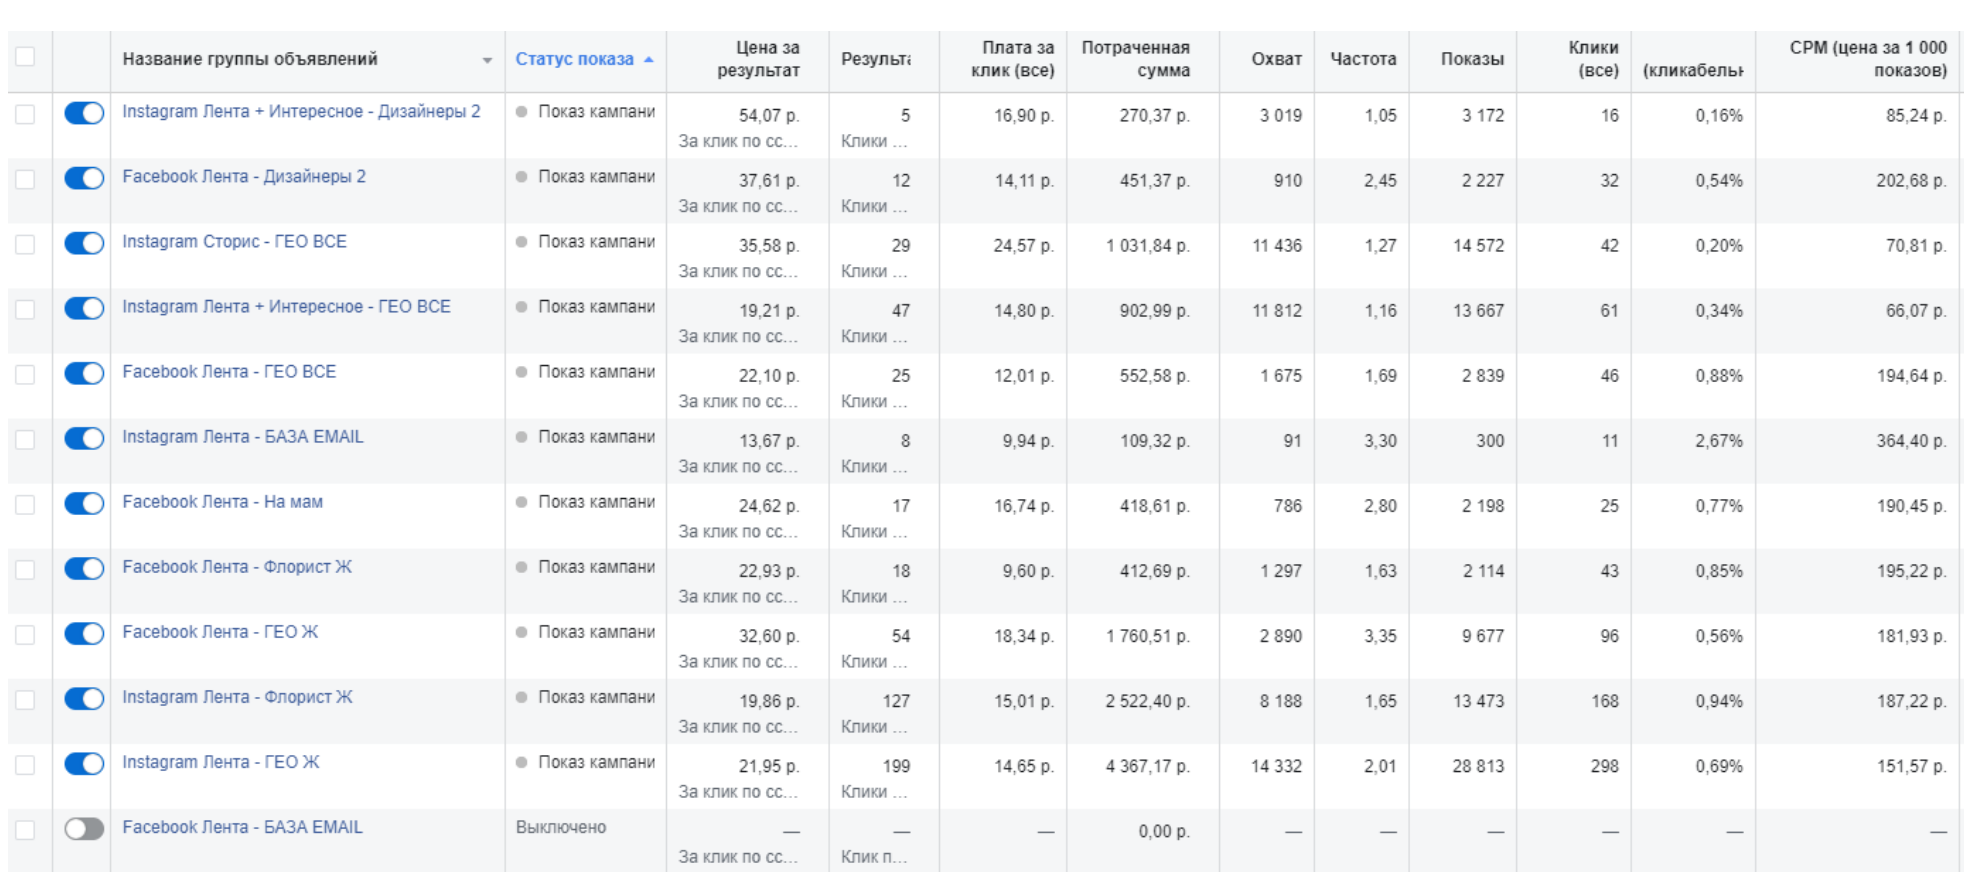 Название группы объявлений Статус показа Цена за результат Результа Плата за клик (все) Потраченная сумма Охват Частота Показы Клики (все) (кликабельн CPM (цена за 1 000 показов)
Instagram Лента + Интересное - Дизайнеры 2 Показ кампани 54,07 р. 5 16,90 р. 270,37 р. 3 019 1,05 3 172 16 0,16% 85,24 р.
За клик по сс... Клики ...
Facebook Лента - Дизайнеры 2 Показ кампани 37,61 р. 12 14,11 р. 451,37 р. 910 2,45 2 227 32 0,54% 202,68 р.
За клик по сс... Клики ...
Instagram Сторис - ГЕО ВСЕ Показ кампани 35,58 р. 29 24,57 р. 1 031,84 р. 11 436 1,27 14 572 42 0,20% 70,81 р.
За клик по сс... Клики ...
Instagram Лента + Интересное - ГЕО ВСЕ Показ кампани 19,21 р. 47 14,80 р. 902,99 р. 11 812 1,16 13 667 61 0,34% 66,07 р.
За клик по сс... Клики ...
Facebook Лента - ГЕО ВСЕ Показ кампани 22,10 р. 25 12,01 р. 552,58 р. 1 675 1,69 2 839 46 0,88% 194,64 р.
За клик по сс... Клики ...
Instagram Лента - БАЗА EMAIL Показ кампани 13,67 р. 8 9,94 р. 109,32 р. 91 3,30 300 11 2,67% 364,40 р.
За клик по сс... Клики ...
Facebook Лента - На мам Показ кампани 24,62 р. 17 16,74 р. 418,61 р. 786 2,80 2 198 25 0,77% 190,45 р.
За клик по сс... Клики ...
Facebook Лента - Флорист Ж Показ кампани 22,93 р. 18 9,60 р. 412,69 р. 1 297 1,63 2 114 43 0,85% 195,22 р.
За клик по сс... Клики ...
Facebook Лента - ГЕО Ж Показ кампани 32,60 р. 54 18,34 р. 1 760,51 р. 2 890 3,35 9 677 96 0,56% 181,93 р.
За клик по сс... Клики ...
Instagram Лента - Флорист Ж Показ кампани 19,86 р. 127 15,01 р. 2 522,40 р. 8 188 1,65 13 473 168 0,94% 187,22 р.
За клик по сс... Клики ...
Instagram Лента - ГЕО Ж Показ кампани 21,95 р. 199 14,65 р. 4 367,17 р. 14 332 2,01 28 813 298 0,69% 151,57 р.
За клик по сс... Клики ...
Facebook Лента - БАЗА EMAIL Выключено — — — 0,00 р. — — — — — —
За клик по сс... Клик п...